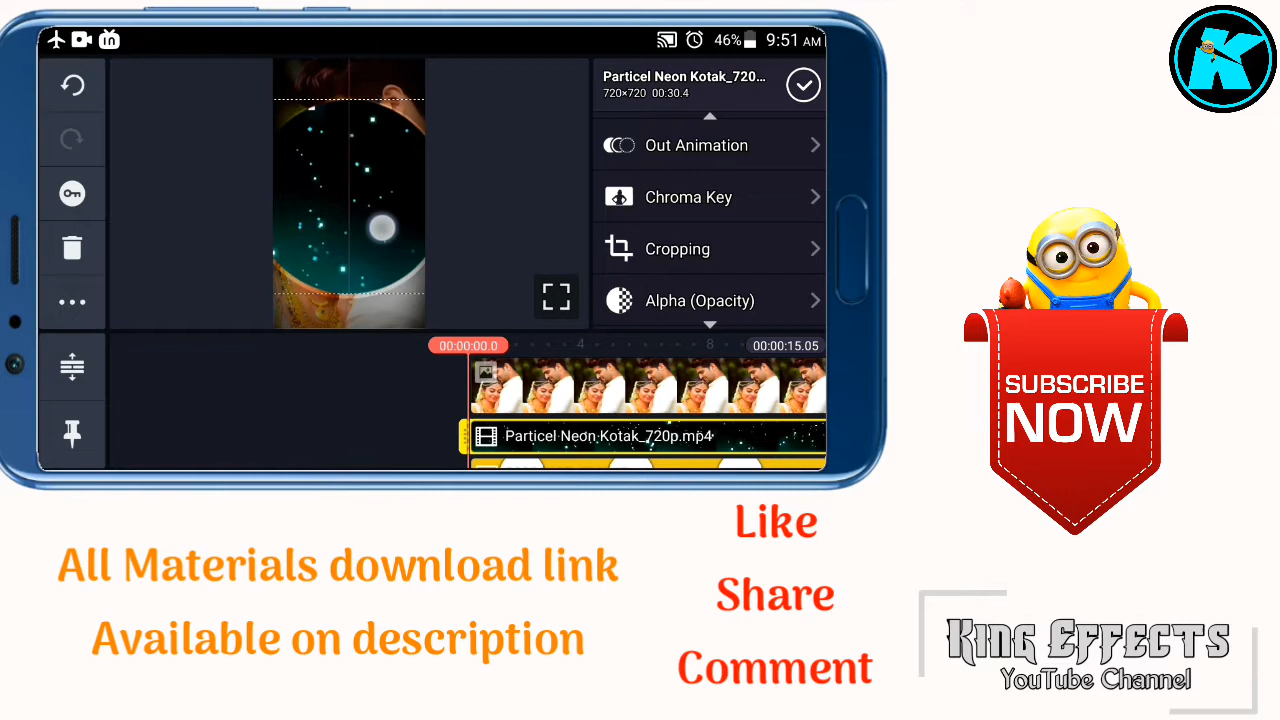 46% 9:51 AM
Particel Neon Kotak_720...
720×720 00:30.4
Out Animation
Chroma Key
Cropping
Alpha (Opacity)
00:00:00.0
4
8
00:00:15.05
Particel Neon Kotak_720p.mp4
K
SUBSCRIBE
NOW
All Materials download link
Available on description
Like
Share
Comment
King Effects
YouTube Channel